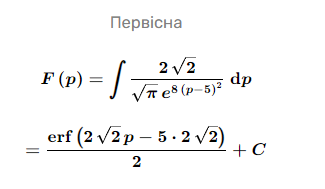 Первісна
F (p) = ∫ 2 √2 / (√π e^(8 (p−5)^2)) dp
= erf (2 √2 p − 5 · 2 √2) / 2 + C